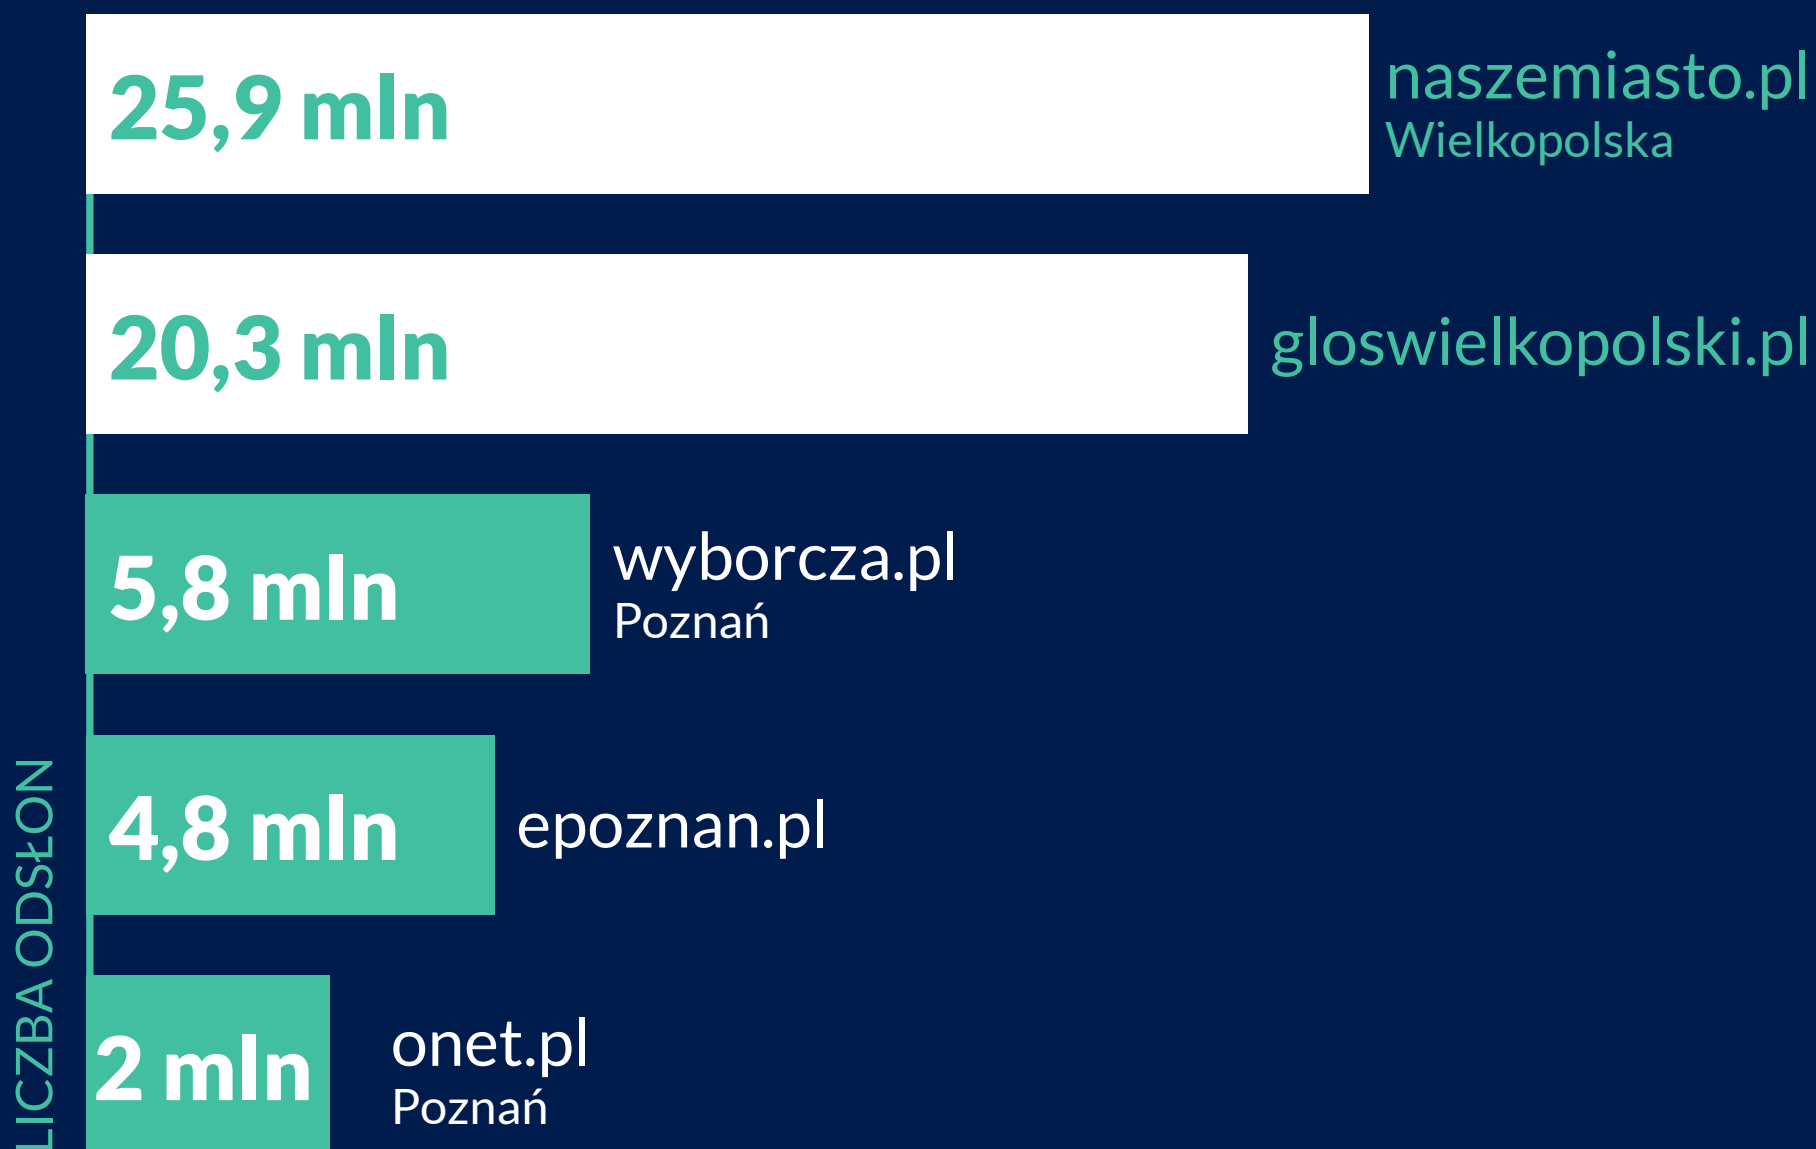 25,9 mln
naszemiasto.pl
Wielkopolska
20,3 mln
gloswielkopolski.pl
5,8 mln
wyborcza.pl
Poznań
4,8 mln
epoznan.pl
2 mln
onet.pl
Poznań
LICZBA ODSŁON